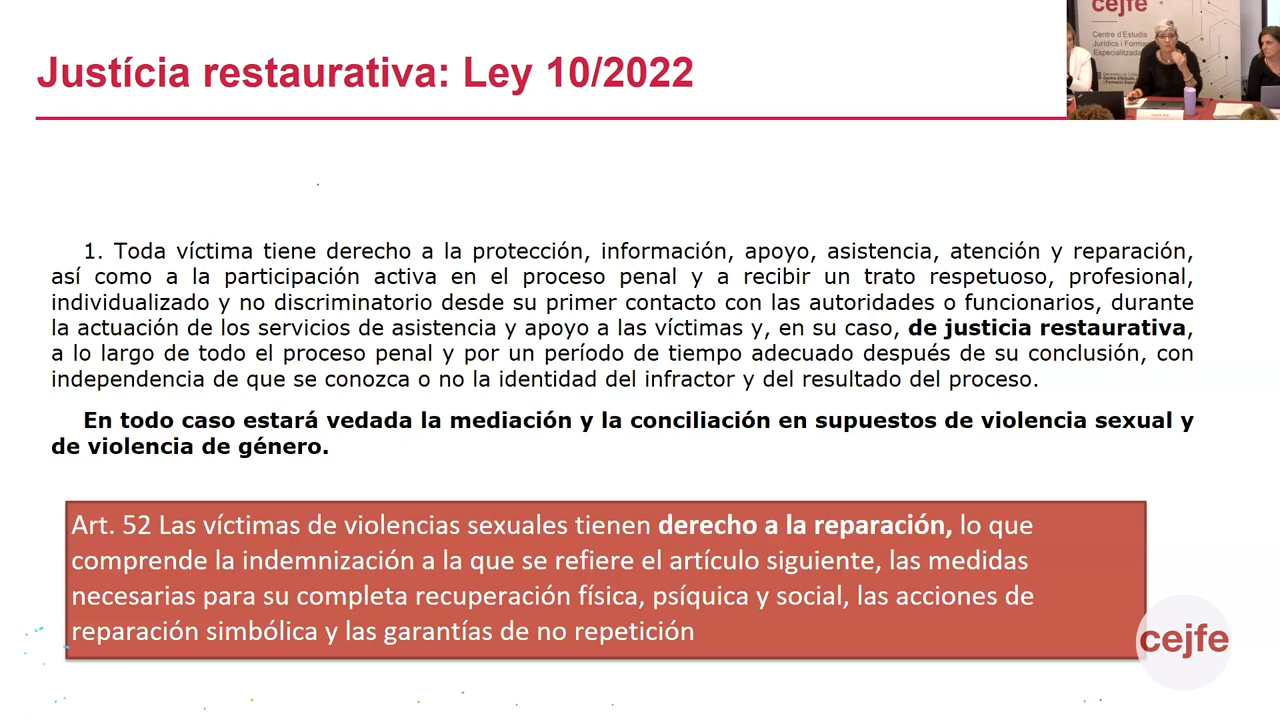 Justícia restaurativa: Ley 10/2022
cejfe
Centre d'Estudis
Jurídics i Formac
Especialitzada
1. Toda víctima tiene derecho a la protección, información, apoyo, asistencia, atención y reparación,
así como a la participación activa en el proceso penal y a recibir un trato respetuoso, profesional,
individualizado y no discriminatorio desde su primer contacto con las autoridades o funcionarios, durante
la actuación de los servicios de asistencia y apoyo a las víctimas y, en su caso, de justicia restaurativa,
a lo largo de todo el proceso penal y por un período de tiempo adecuado después de su conclusión, con
independencia de que se conozca o no la identidad del infractor y del resultado del proceso.
En todo caso estará vedada la mediación y la conciliación en supuestos de violencia sexual y
de violencia de género.
Art. 52 Las víctimas de violencias sexuales tienen derecho a la reparación, lo que
comprende la indemnización a la que se refiere el artículo siguiente, las medidas
necesarias para su completa recuperación física, psíquica y social, las acciones de
reparación simbólica y las garantías de no repetición
cejfe